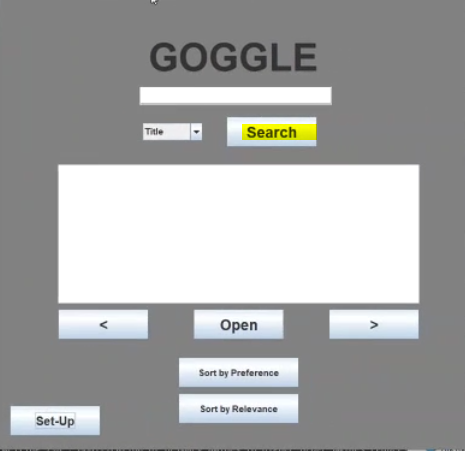 GOGGLE
Title
Search
< Open >
Sort by Preference
Sort by Relevance
Set-Up